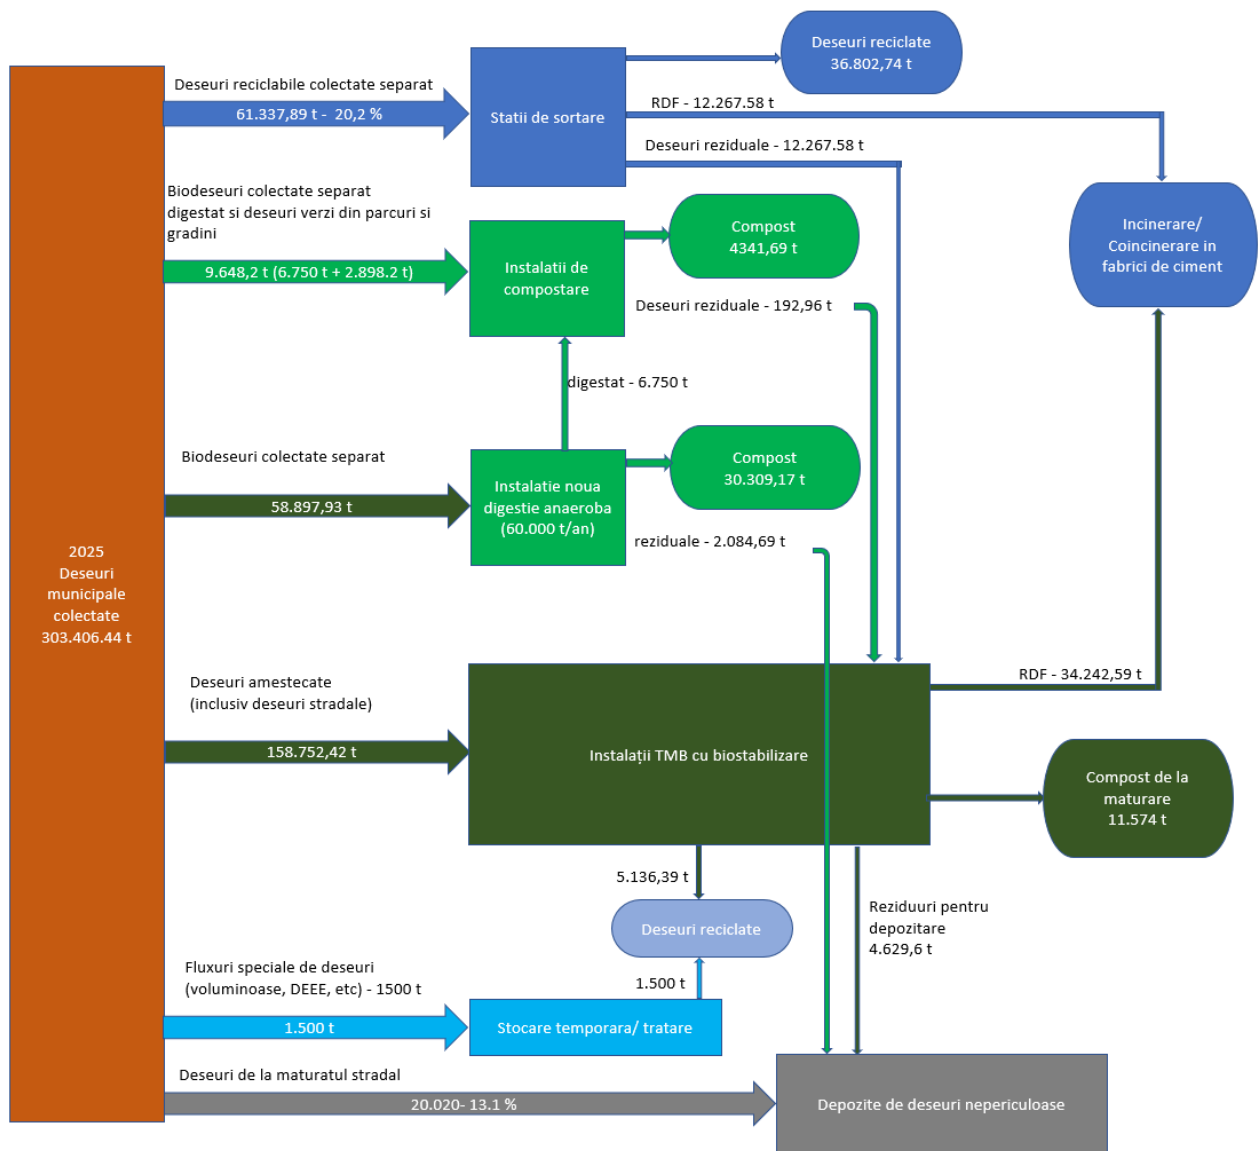 2025
Deseuri
municipale
colectate
303.406.44 t
Deseuri reciclabile colectate separat
61.337,89 t - 20,2 %
Statii de sortare
Deseuri reciclate
36.802,74 t
RDF - 12.267.58 t
Deseuri reziduale - 12.267.58 t
Incinerare/
Coincinerare in
fabrici de ciment
Biodeseuri colectate separat
digestat si deseuri verzi din parcuri si
gradini
9.648,2 t (6.750 t + 2.898.2 t)
Instalatii de
compostare
Compost
4341,69 t
Deseuri reziduale - 192,96 t
digestat - 6.750 t
Biodeseuri colectate separat
58.897,93 t
Instalatie noua
digestie anaeroba
(60.000 t/an)
Compost
30.309,17 t
reziduale - 2.084,69 t
Deseuri amestecate
(inclusiv deseuri stradale)
158.752,42 t
Instalații TMB cu biostabilizare
RDF - 34.242,59 t
Compost de la
maturare
11.574 t
5.136,39 t
Deseuri reciclate
Reziduuri pentru
depozitare
4.629,6 t
Fluxuri speciale de deseuri
(voluminoase, DEEE, etc) - 1500 t
1.500 t
Stocare temporara/ tratare
1.500 t
Deseuri de la maturatul stradal
20.020- 13.1 %
Depozite de deseuri nepericuloase